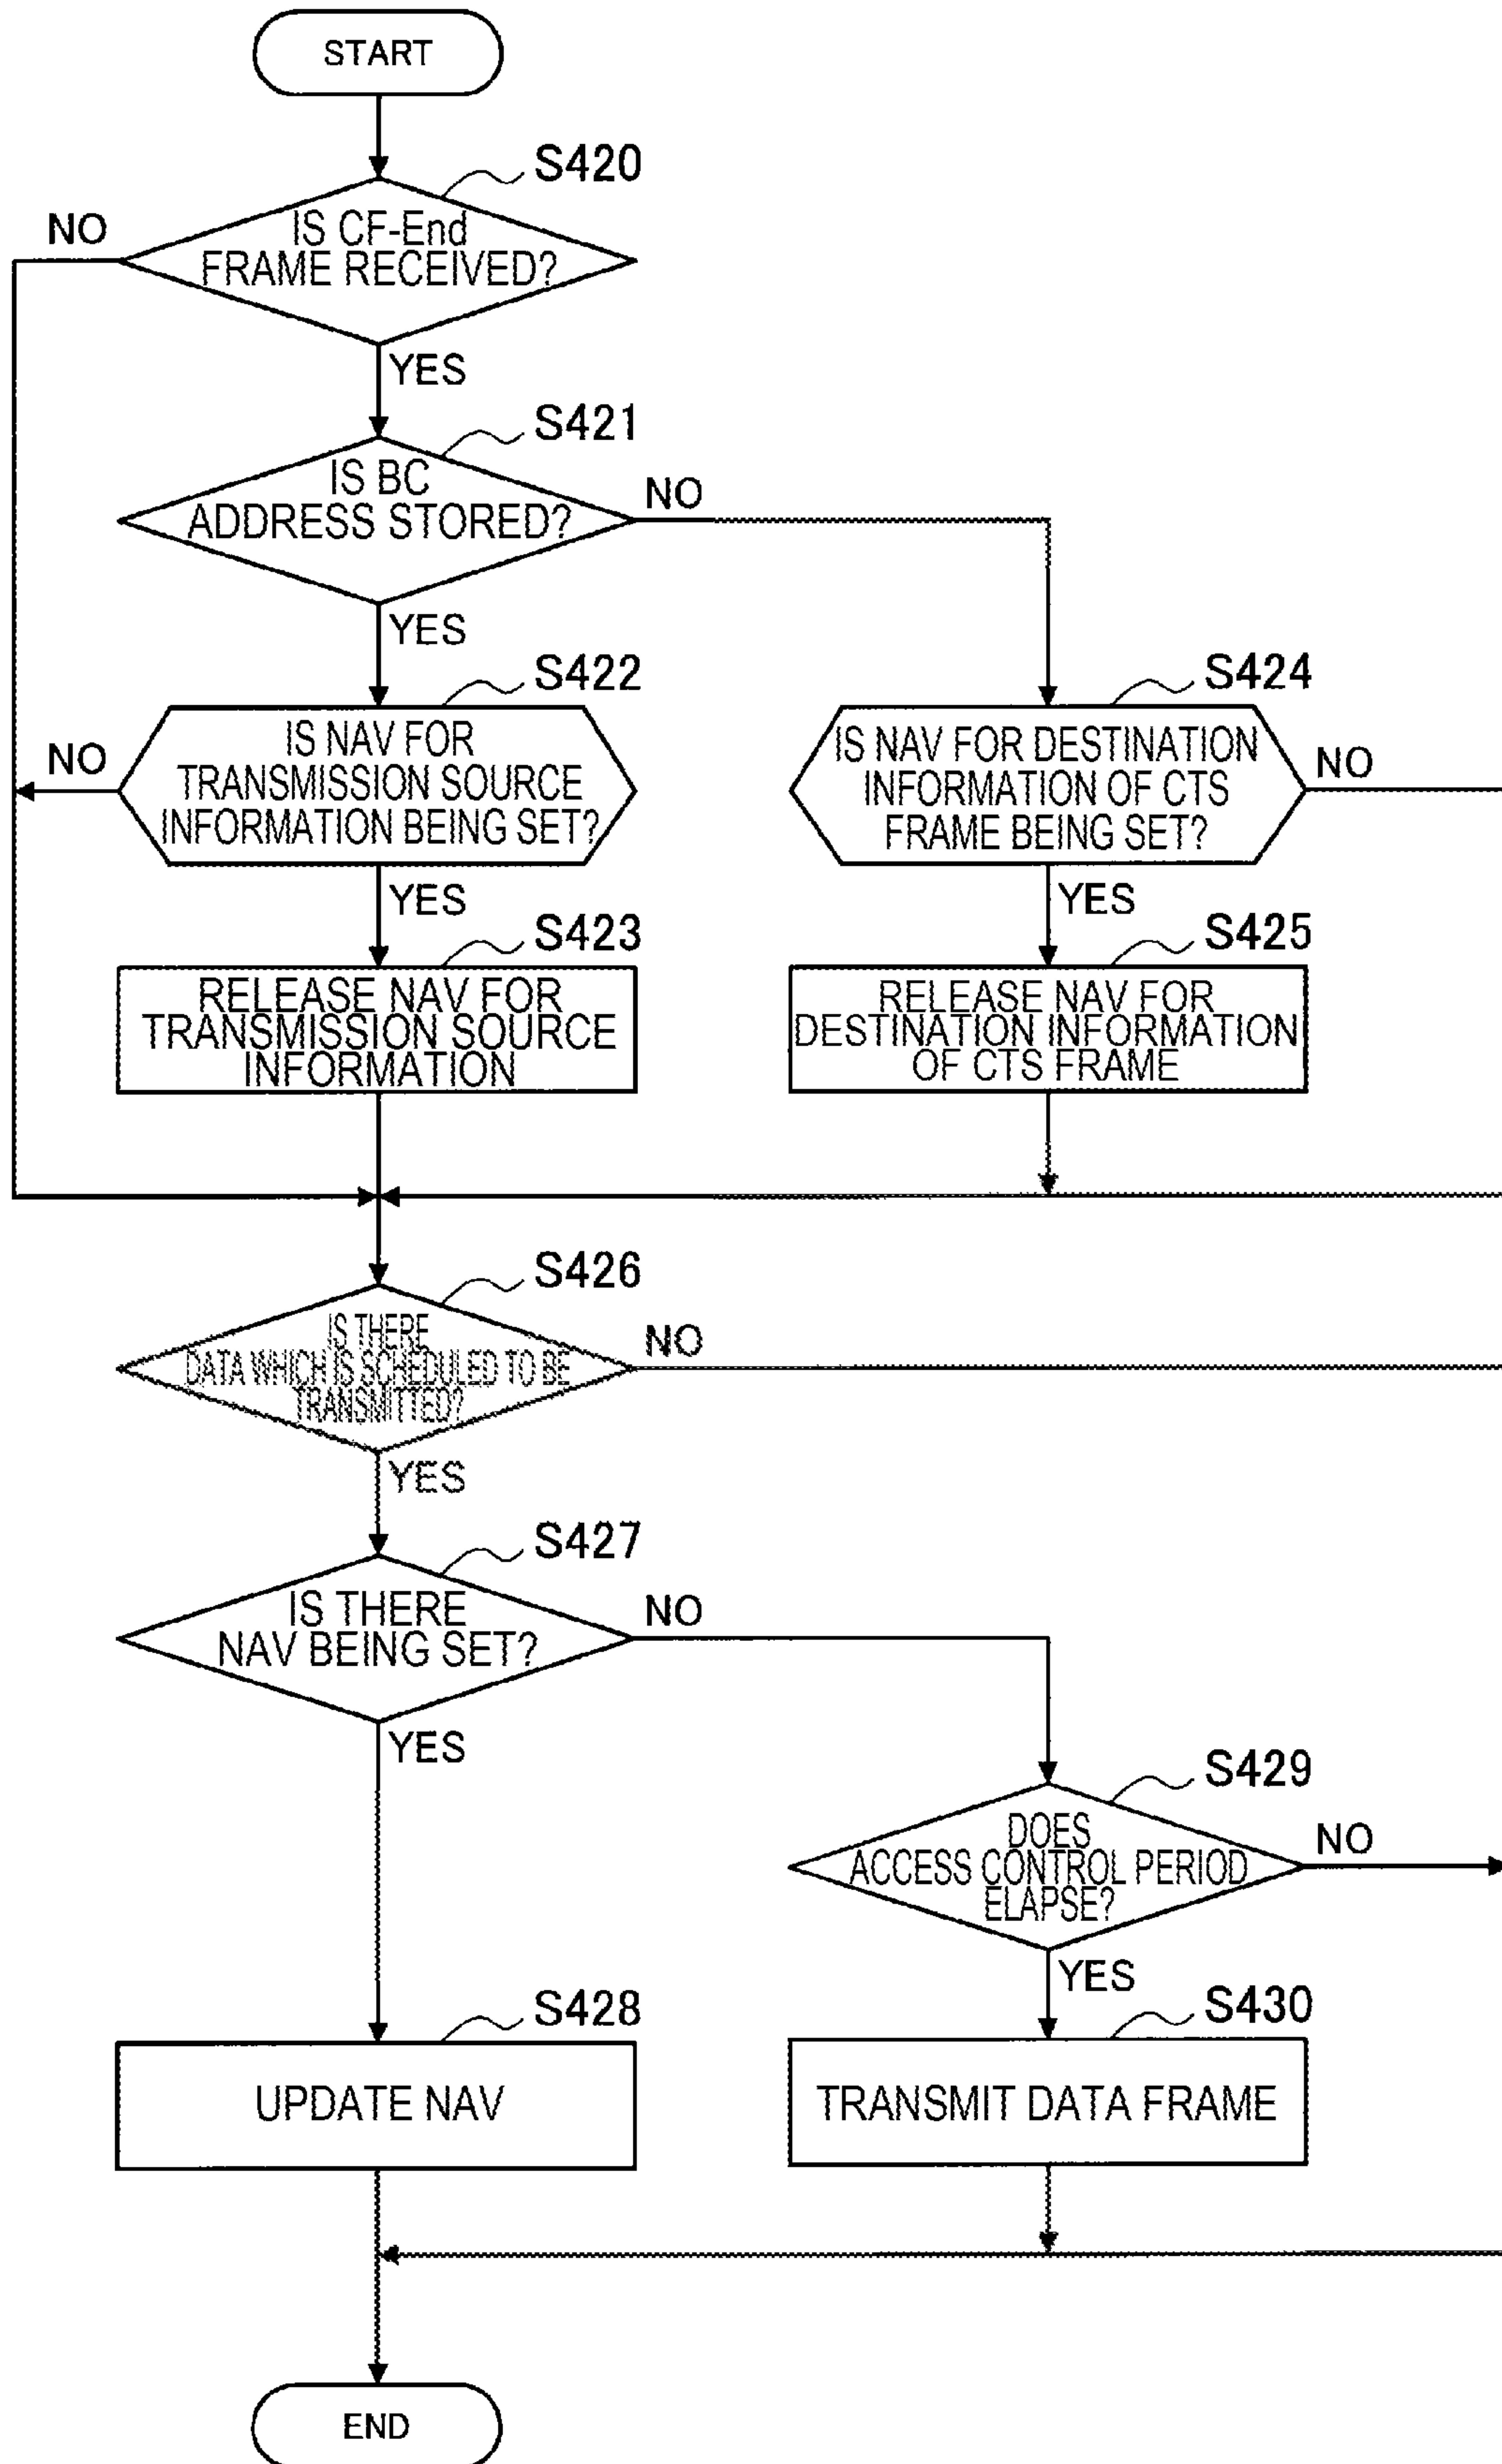 START
S420
IS CF-End
FRAME RECEIVED?
NO
YES
S421
IS BC
ADDRESS STORED?
NO
YES
S422
IS NAV FOR
TRANSMISSION SOURCE
INFORMATION BEING SET?
NO
YES
S424
IS NAV FOR DESTINATION
INFORMATION OF CTS
FRAME BEING SET?
NO
YES
S423
RELEASE NAV FOR
TRANSMISSION SOURCE
INFORMATION
S425
RELEASE NAV FOR
DESTINATION INFORMATION
OF CTS FRAME
S426
IS THERE
DATA WHICH IS SCHEDULED TO BE
TRANSMITTED?
NO
YES
S427
IS THERE
NAV BEING SET?
NO
YES
S429
DOES
ACCESS CONTROL PERIOD
ELAPSE?
NO
YES
S428
UPDATE NAV
S430
TRANSMIT DATA FRAME
END